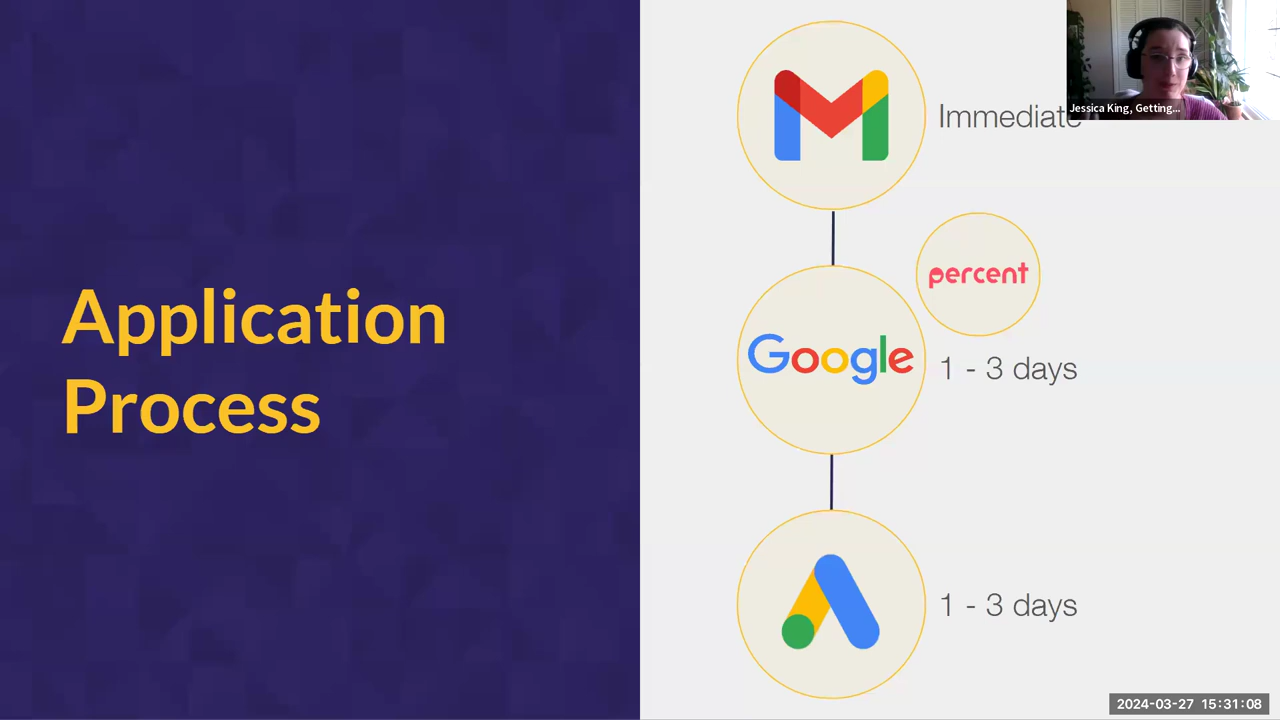 Application
Process
Immediate
Jessica King, Getting...
percent
Google
1 - 3 days
1 - 3 days
2024-03-27 15:31:08